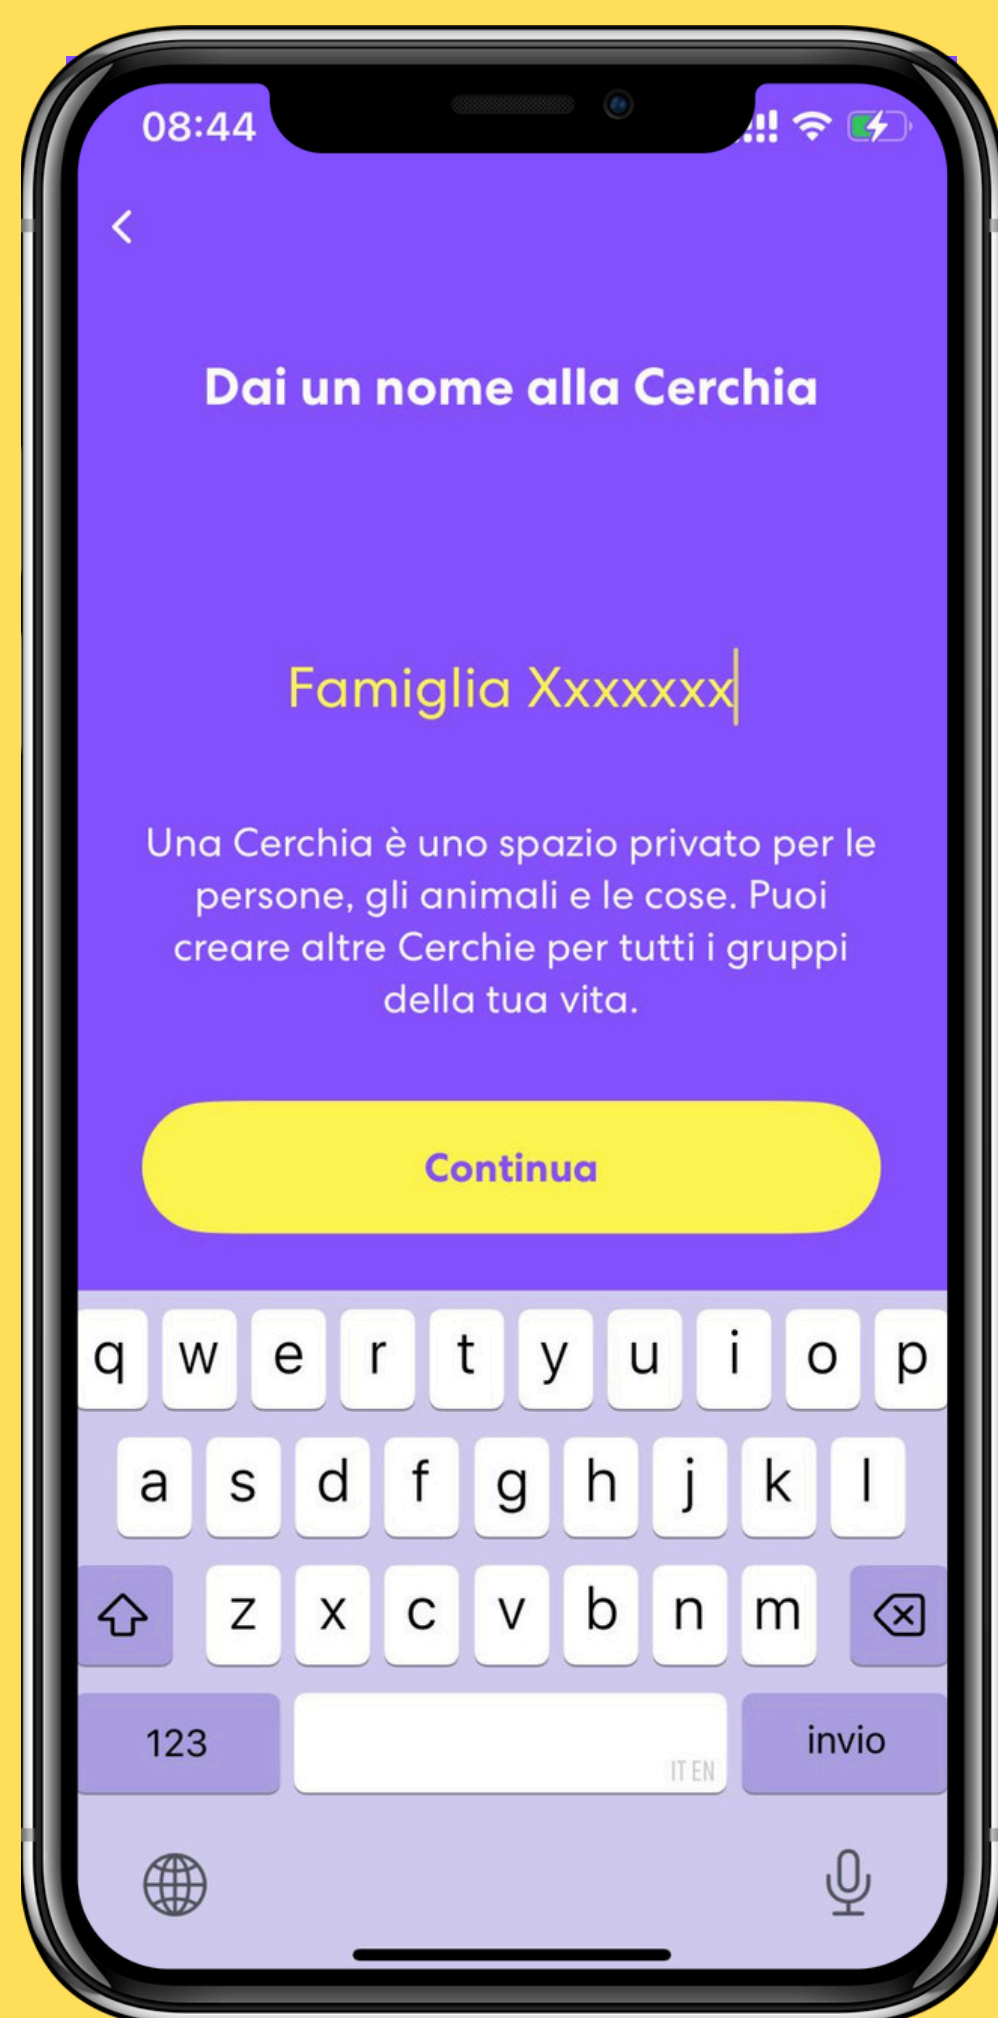 08:44
Dai un nome alla Cerchia
Famiglia Xxxxxxx
Una Cerchia è uno spazio privato per le
persone, gli animali e le cose. Puoi
creare altre Cerchie per tutti i gruppi
della tua vita.
Continua
q w e r t y u i o p
a s d f g h j k l
z x c v b n m
123 IT EN invio